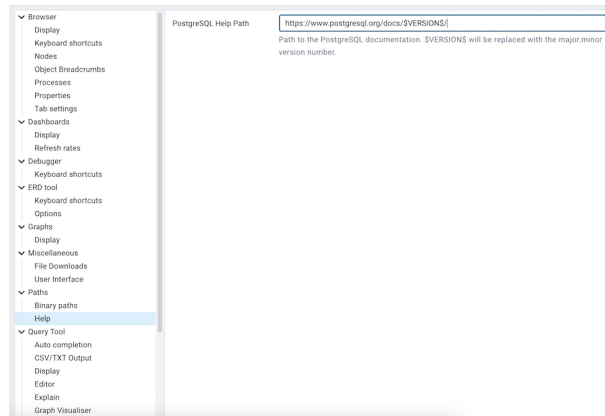 Browser
Display
Keyboard shortcuts
Nodes
Object Breadcrumbs
Processes
Properties
Tab settings
Dashboards
Display
Refresh rates
Debugger
Keyboard shortcuts
ERD tool
Keyboard shortcuts
Options
Graphs
Display
Miscellaneous
File Downloads
User Interface
Paths
Binary paths
Help
Query Tool
Auto completion
CSV/TXT Output
Display
Editor
Explain
Graph Visualiser
PostgreSQL Help Path
https://www.postgresql.org/docs/$VERSION$/
Path to the PostgreSQL documentation. $VERSION$ will be replaced with the major.minor
version number.